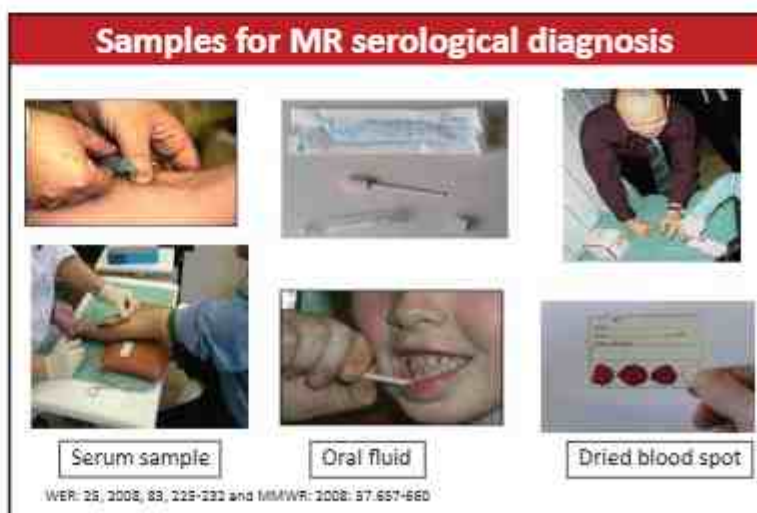 Samples for MR serological diagnosis
Serum sample
Oral fluid
Dried blood spot
WER: 25, 2008, 83, 225-232 and MMWR: 2008: 57.657-660